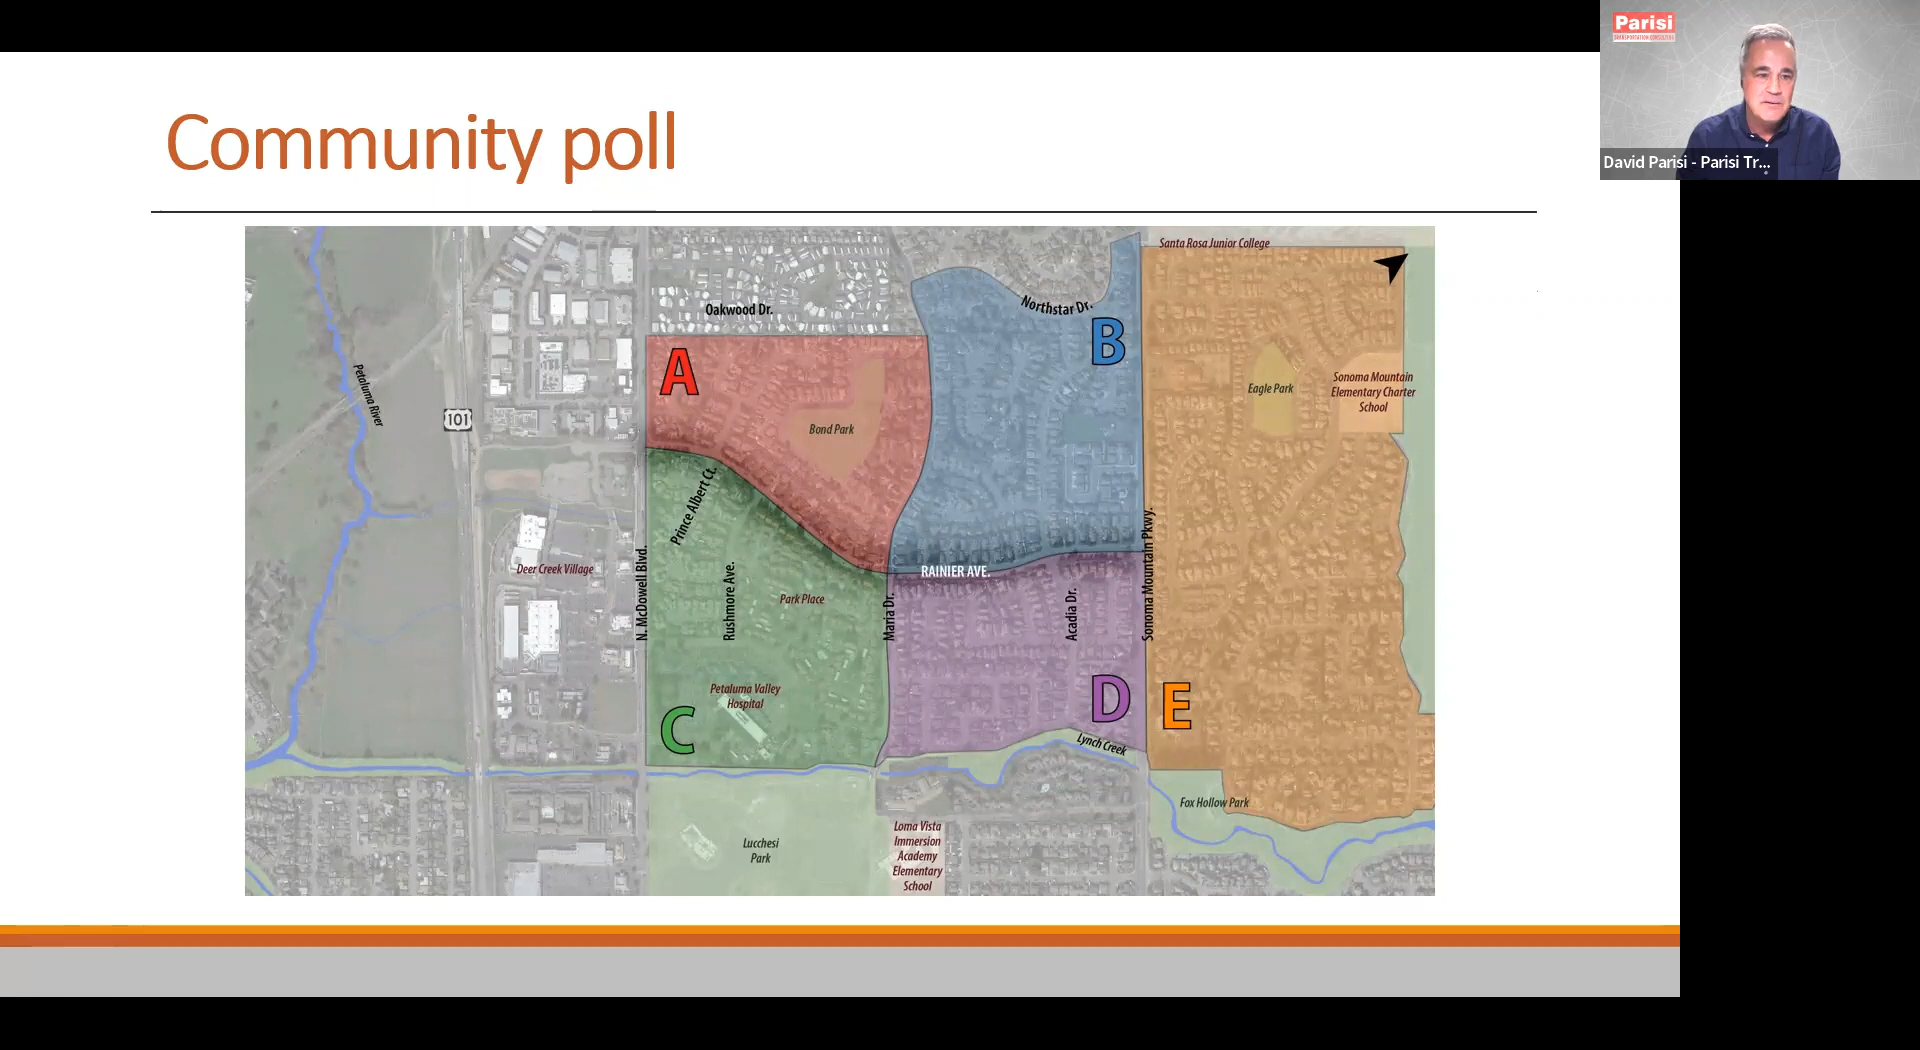 Parisi
TRANSPORTATION CONSULTING
David Parisi - Parisi Tr...
Community poll
Santa Rosa Junior College
Oakwood Dr.
Northstar Dr.
A
B
Petaluma River
101
Bond Park
Eagle Park
Sonoma Mountain
Elementary Charter
School
Prince Albert Ct.
Deer Creek Village
N. McDowell Blvd.
Rushmore Ave.
Park Place
RAINIER AVE.
Maria Dr.
Acadia Dr.
Sonoma Mountain Pkwy.
Petaluma Valley
Hospital
C
D
E
Lynch Creek
Fox Hollow Park
Lucchesi
Park
Loma Vista
Immersion
Academy
Elementary
School